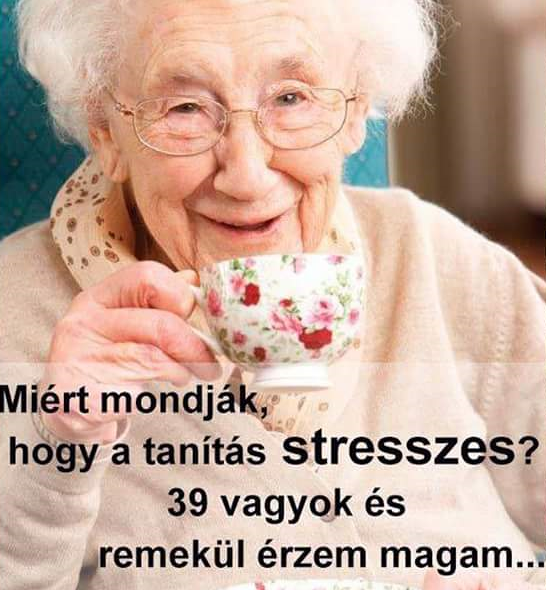 Miért mondják,
hogy a tanítás stresszes?
39 vagyok és
remekül érzem magam...